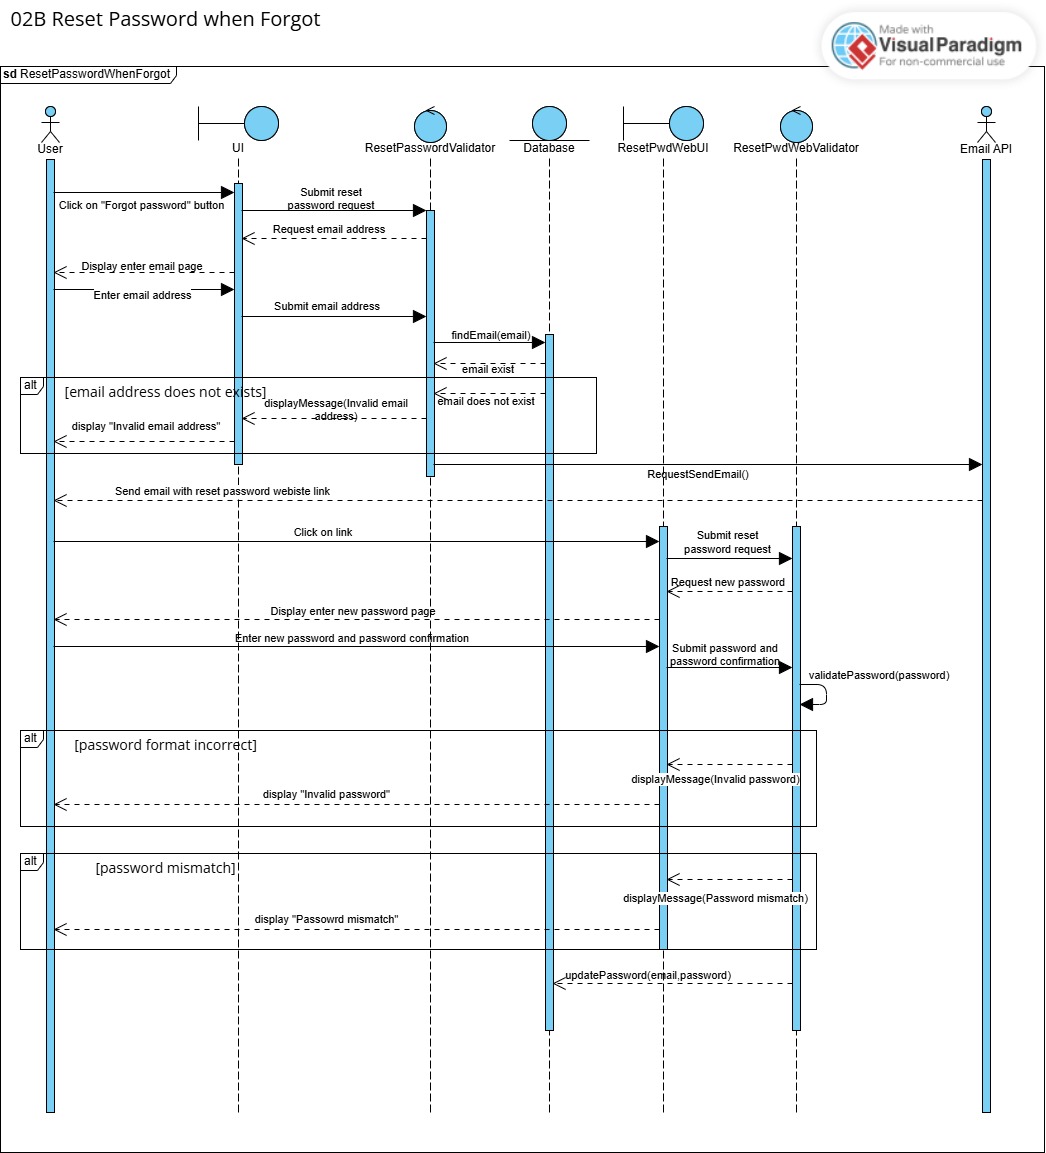 02B Reset Password when Forgot
Made with
Visual Paradigm
For non-commercial use
sd ResetPasswordWhenForgot
User
UI
ResetPasswordValidator
Database
ResetPwdWebUI
ResetPwdWebValidator
Email API
Click on "Forgot password" button
Submit reset
password request
Request email address
Display enter email page
Enter email address
Submit email address
findEmail(email)
email exist
alt
[email address does not exists]
email does not exist
displayMessage(Invalid email
address)
display "Invalid email address"
RequestSendEmail()
Send email with reset password webiste link
Click on link
Submit reset
password request
Request new password
Display enter new password page
Enter new password and password confirmation
Submit password and
password confirmation
validatePassword(password)
alt
[password format incorrect]
displayMessage(Invalid password)
display "Invalid password"
alt
[password mismatch]
displayMessage(Password mismatch)
display "Passowrd mismatch"
updatePassword(email,password)